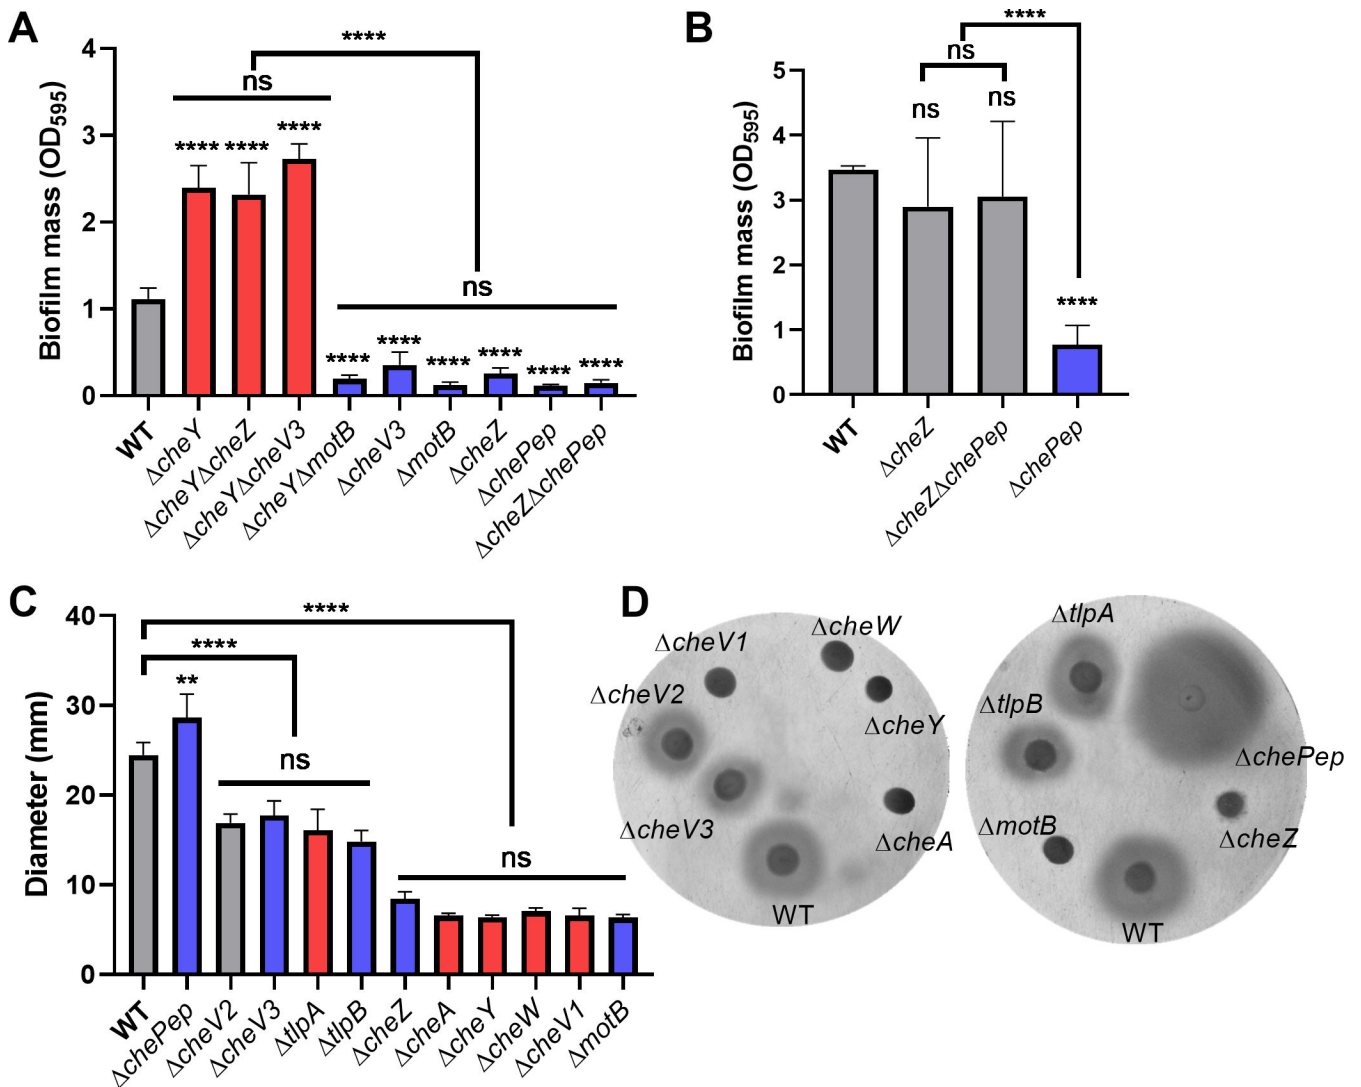 A
Biofilm mass (OD595)
4
3
2
1
0
****
ns
****
****
****
ns
****
****
****
****
****
****
WT
ΔcheY
ΔcheYΔcheZ
ΔcheYΔcheV3
ΔcheYΔmotB
ΔcheV3
ΔmotB
ΔcheZ
ΔchePep
ΔcheZΔchePep
B
Biofilm mass (OD595)
5
4
3
2
1
0
****
ns
ns
ns
****
WT
ΔcheZ
ΔcheZΔchePep
ΔchePep
C
Diameter (mm)
40
30
20
10
0
****
****
**
ns
ns
WT
ΔchePep
ΔcheV2
ΔcheV3
ΔtlpA
ΔtlpB
ΔcheZ
ΔcheA
ΔcheY
ΔcheW
ΔcheV1
ΔmotB
D
ΔcheV1
ΔcheW
ΔcheV2
ΔcheY
ΔcheV3
ΔcheA
WT
ΔtlpA
ΔtlpB
ΔchePep
ΔmotB
ΔcheZ
WT